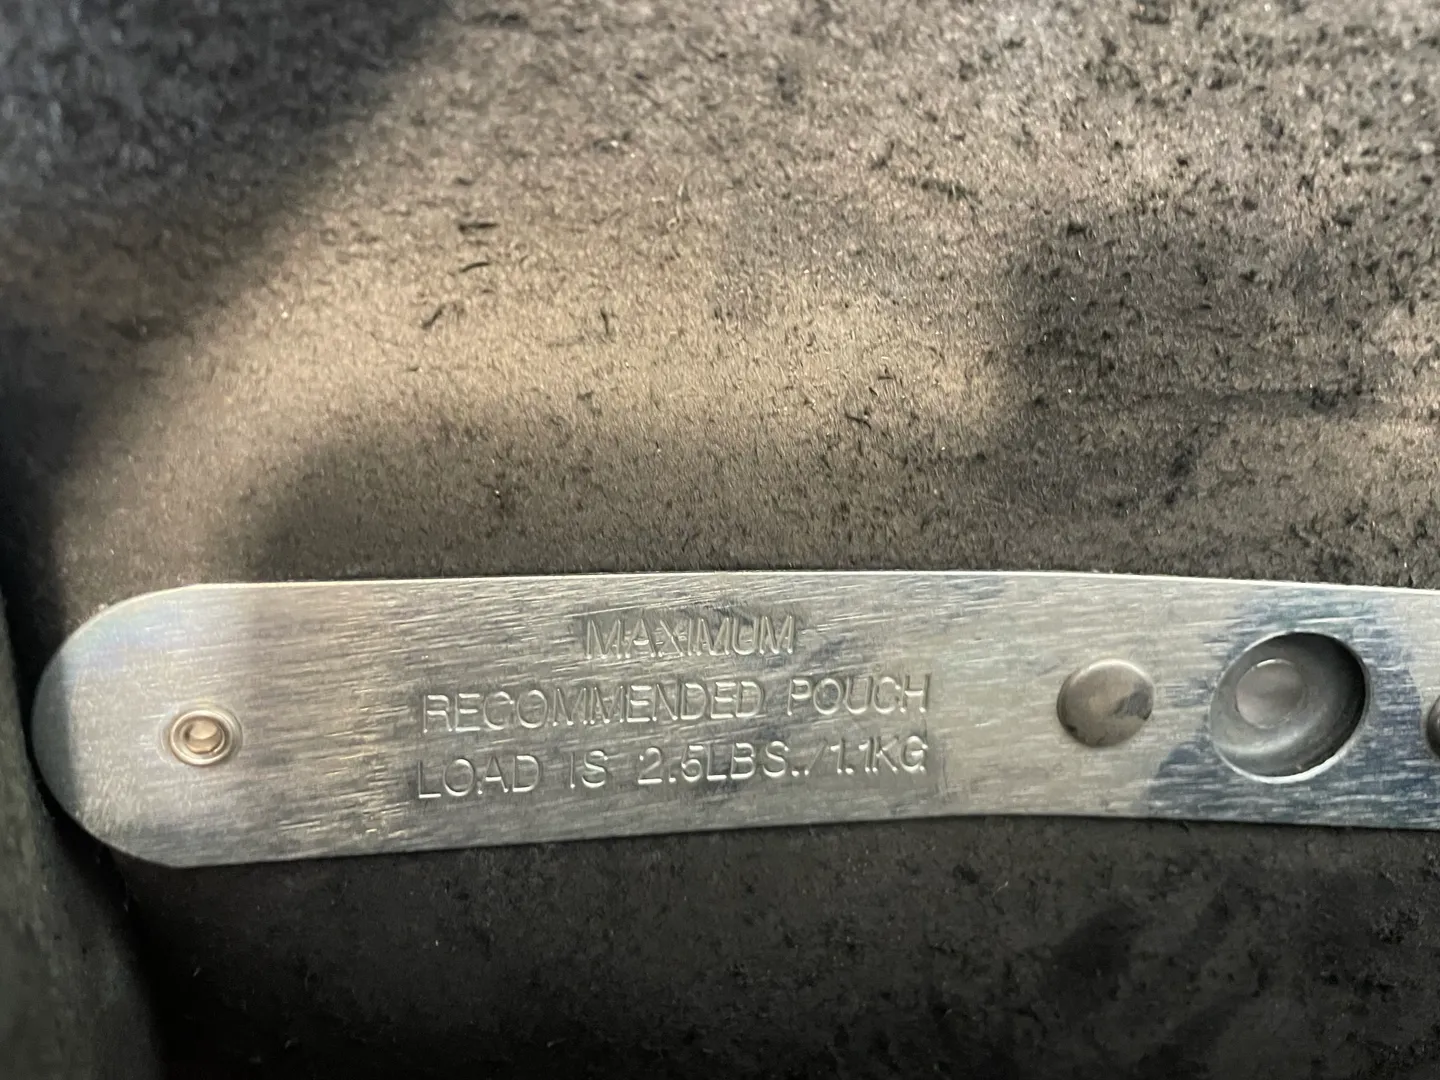 MAXIMUM
RECOMMENDED POUCH
LOAD IS 2.5LBS./1.1KG